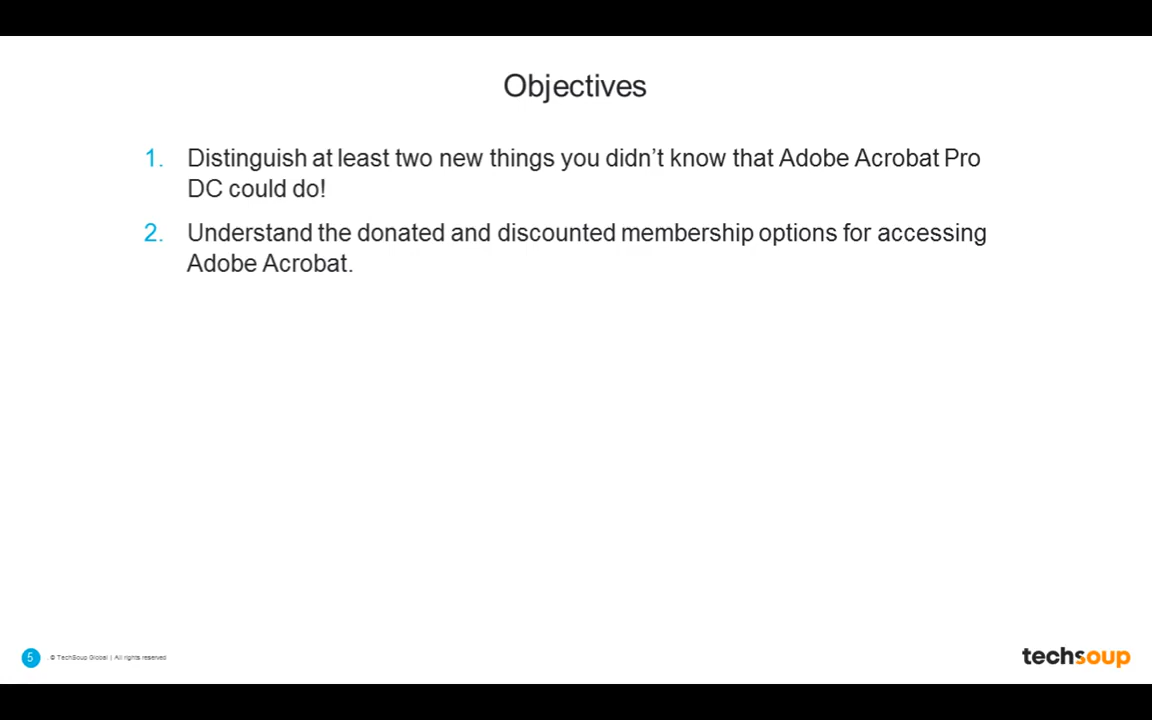 Objectives
1. Distinguish at least two new things you didn't know that Adobe Acrobat Pro
DC could do!
2. Understand the donated and discounted membership options for accessing
Adobe Acrobat.
5 © TechSoup Global | All rights reserved
techsoup